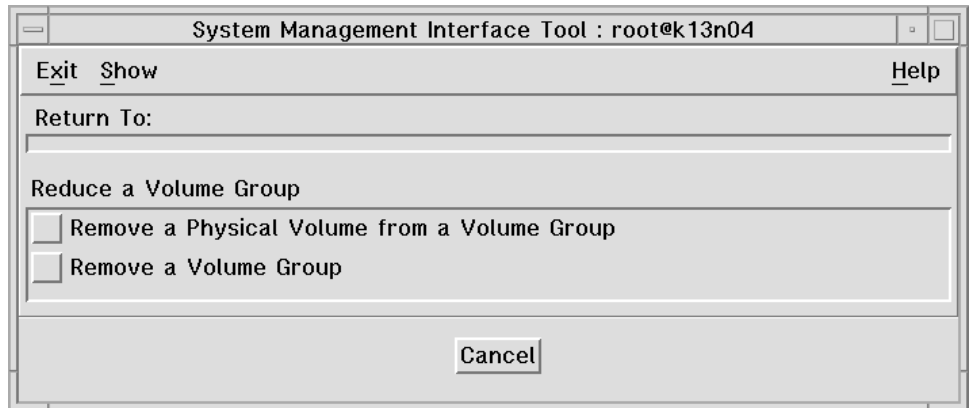 System Management Interface Tool : root@k13n04
Exit Show Help
Return To:
Reduce a Volume Group
Remove a Physical Volume from a Volume Group
Remove a Volume Group
Cancel